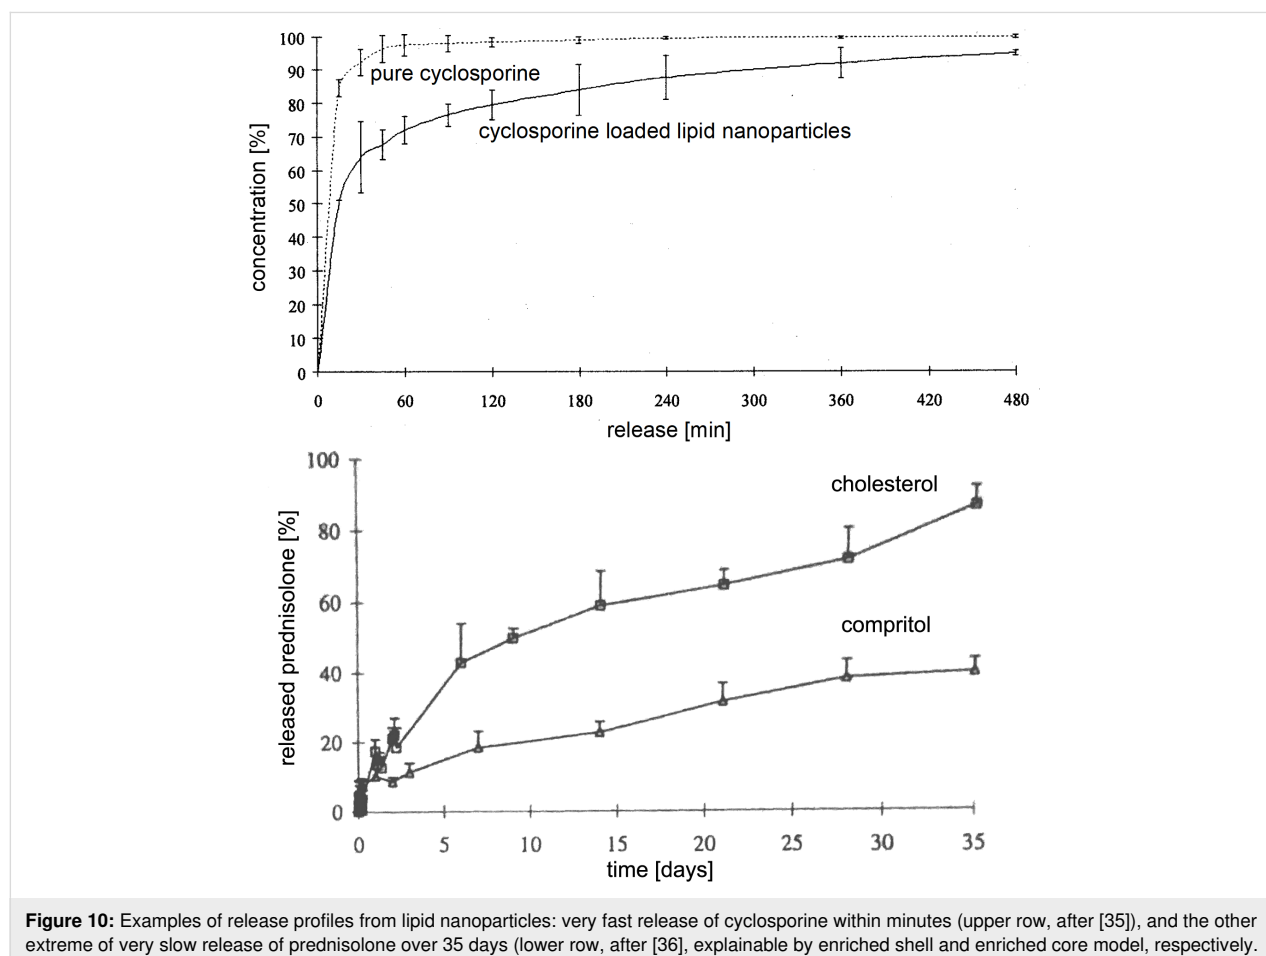 100
90
80
70
60
50
40
30
20
10
0
concentration [%]
pure cyclosporine
cyclosporine loaded lipid nanoparticles
0 60 120 180 240 300 360 420 480
release [min]
100
80
60
40
20
0
released prednisolone [%]
cholesterol
compritol
0 5 10 15 20 25 30 35
time [days]
Figure 10: Examples of release profiles from lipid nanoparticles: very fast release of cyclosporine within minutes (upper row, after [35]), and the other
extreme of very slow release of prednisolone over 35 days (lower row, after [36], explainable by enriched shell and enriched core model, respectively.